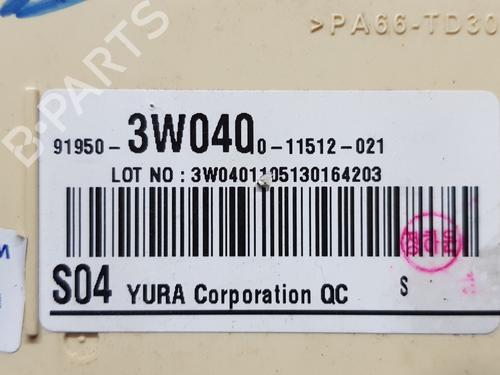 B-PARTS
>PA66-TD30
91950-3W040 0-11512-021
LOT NO : 3W0401105130164203
S04 YURA Corporation QC S